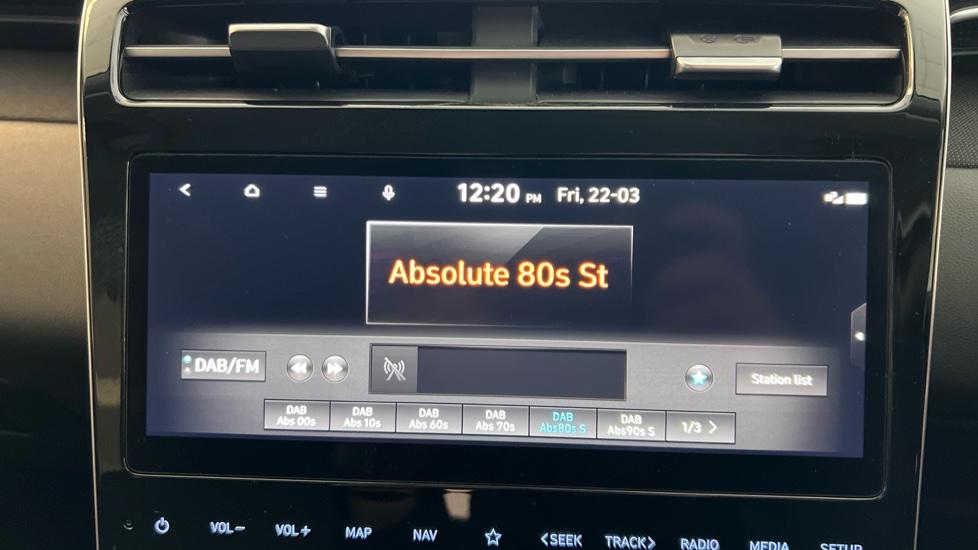 12:20 PM Fri, 22-03
Absolute 80s St
DAB/FM
Station list
DAB Abs 00s
DAB Abs 10s
DAB Abs 60s
DAB Abs 70s
DAB Abs80s S
DAB Abs90s S
1/3 >
VOL- VOL+ MAP NAV <SEEK TRACK> RADIO MEDIA SETUP